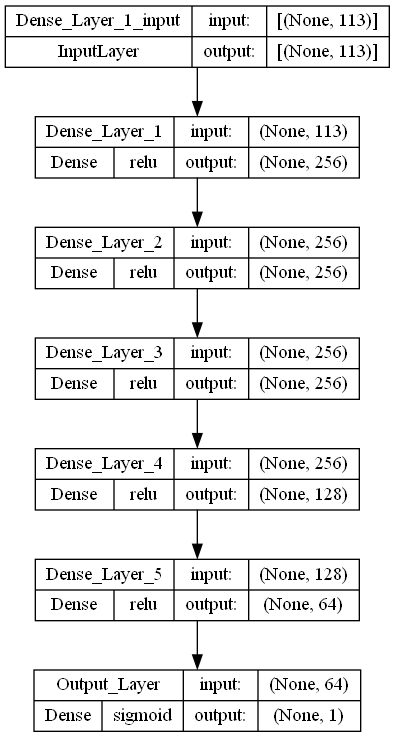 Dense_Layer_1_input input: [(None, 113)]
InputLayer output: [(None, 113)]
Dense_Layer_1 input: (None, 113)
Dense relu output: (None, 256)
Dense_Layer_2 input: (None, 256)
Dense relu output: (None, 256)
Dense_Layer_3 input: (None, 256)
Dense relu output: (None, 256)
Dense_Layer_4 input: (None, 256)
Dense relu output: (None, 128)
Dense_Layer_5 input: (None, 128)
Dense relu output: (None, 64)
Output_Layer input: (None, 64)
Dense sigmoid output: (None, 1)